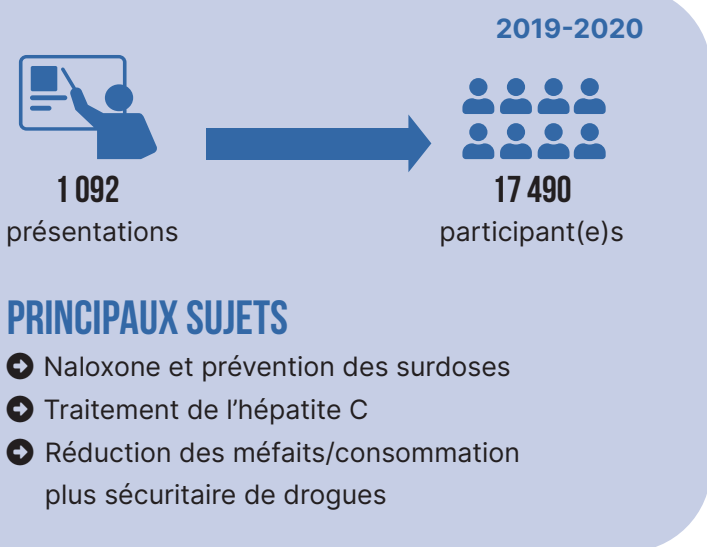 2019-2020
1 092
présentations
17 490
participant(e)s
PRINCIPAUX SUJETS
Naloxone et prévention des surdoses
Traitement de l’hépatite C
Réduction des méfaits/consommation
plus sécuritaire de drogues